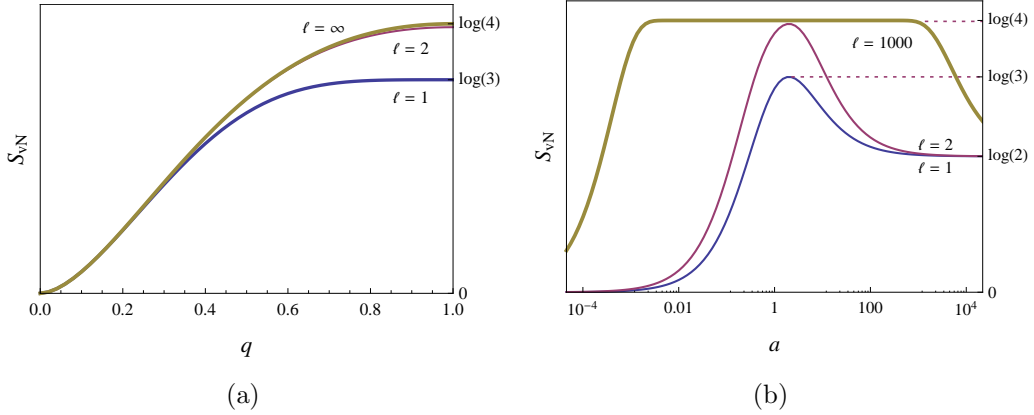 ℓ = ∞
ℓ = 2
ℓ = 1
log(4)
log(3)
0
S_vN
0.0 0.2 0.4 0.6 0.8 1.0
q
(a)
ℓ = 1000
ℓ = 2
ℓ = 1
log(4)
log(3)
log(2)
0
S_vN
10^-4 0.01 1 100 10^4
a
(b)